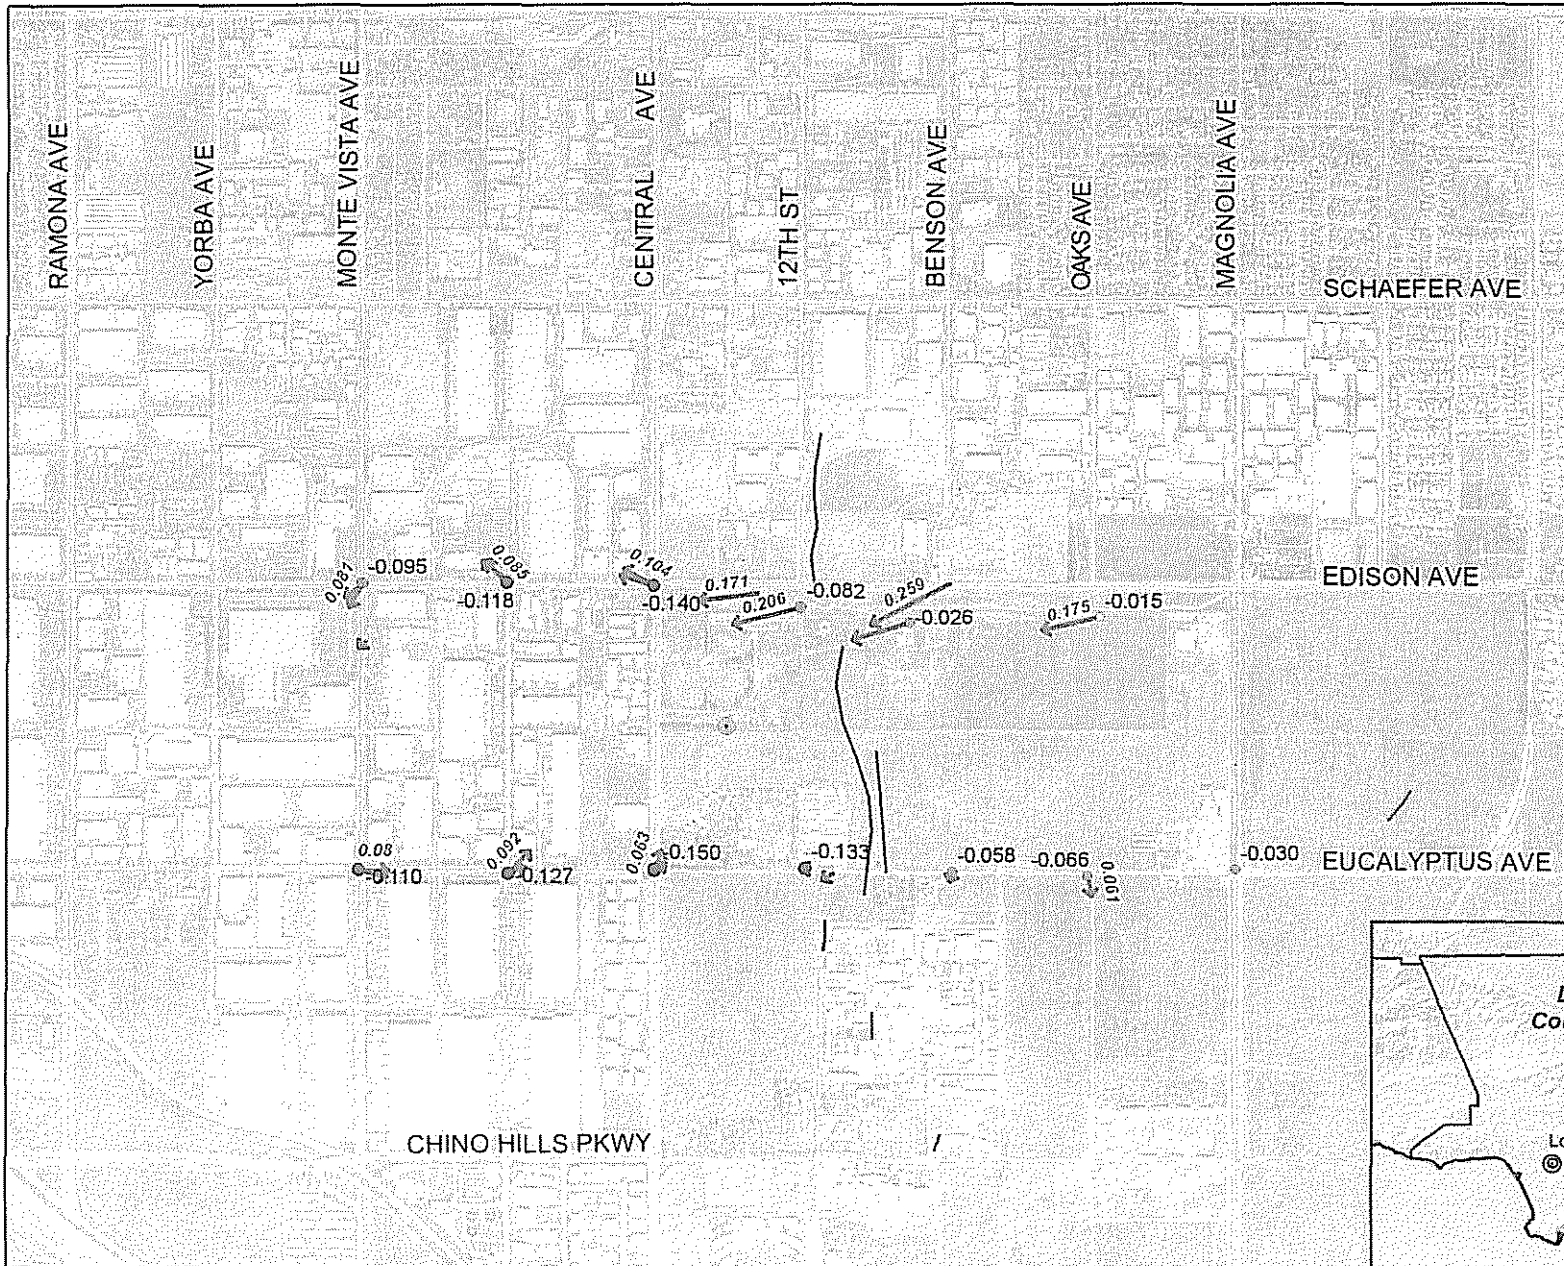 RAMONA AVE
YORBA AVE
MONTE VISTA AVE
CENTRAL AVE
12TH ST
BENSON AVE
OAKS AVE
MAGNOLIA AVE
SCHAEFER AVE
0.081
-0.095
0.085
-0.118
0.104
-0.140
0.171
0.206
-0.082
0.259
-0.026
0.175
-0.015
EDISON AVE
0.08
-0.110
0.092
-0.127
0.063
-0.150
-0.133
-0.058
-0.066
0.061
-0.030
EUCALYPTUS AVE
CHINO HILLS PKWY
L
Co
Lo